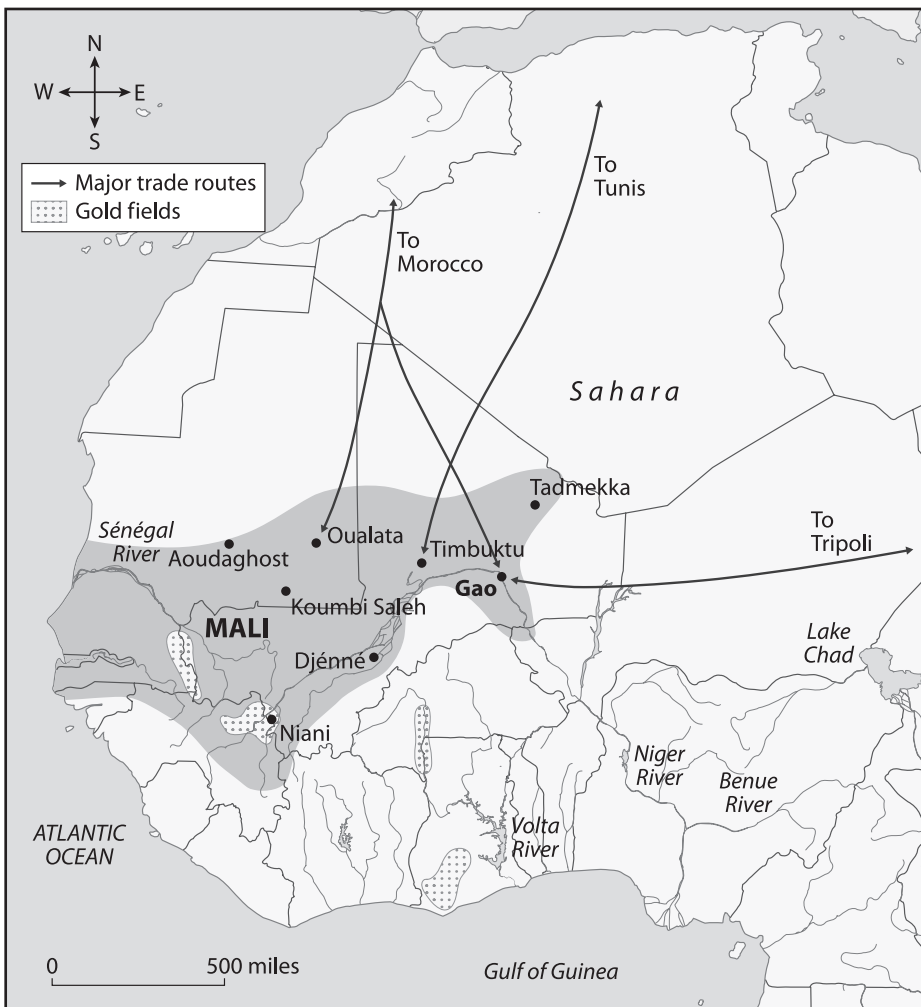 N
W
E
S
Major trade routes
Gold fields
To
Tunis
To
Morocco
Sahara
Tadmekka
Sénégal
River
Aoudaghost
Oualata
Timbuktu
To
Tripoli
Gao
Koumbi Saleh
MALI
Djénné
Lake
Chad
Niani
Niger
River
Benue
River
Volta
River
ATLANTIC
OCEAN
0
500 miles
Gulf of Guinea